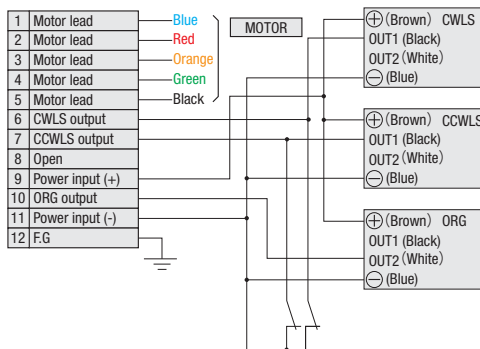 1 Motor lead Blue
2 Motor lead Red
3 Motor lead Orange
4 Motor lead Green
5 Motor lead Black
6 CWLS output
7 CCWLS output
8 Open
9 Power input (+)
10 ORG output
11 Power input (-)
12 F.G
MOTOR
+ (Brown) CWLS
OUT1 (Black)
OUT2 (White)
- (Blue)
+ (Brown) CCWLS
OUT1 (Black)
OUT2 (White)
- (Blue)
+ (Brown) ORG
OUT1 (Black)
OUT2 (White)
- (Blue)